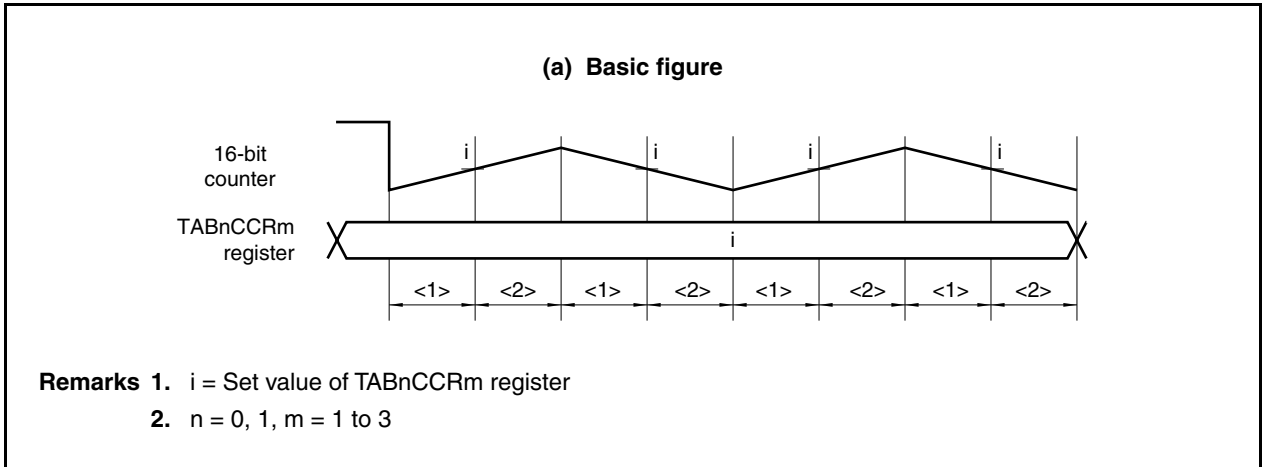 (a) Basic figure
16-bit
counter
i i i i
TABnCCRm
register
i
<1> <2> <1> <2> <1> <2> <1> <2>
Remarks 1. i = Set value of TABnCCRm register
2. n = 0, 1, m = 1 to 3